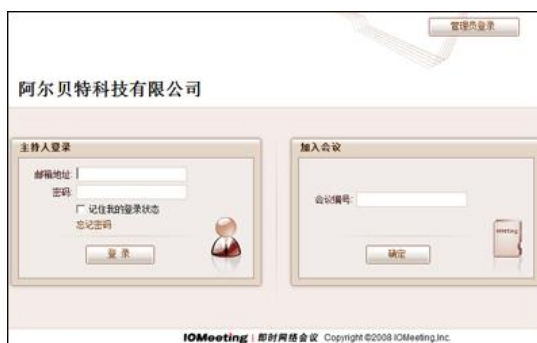 管理员登录
阿尔贝特科技有限公司
主持人登录
邮箱地址:
密码:
记住我的登录状态
忘记密码
登 录
加入会议
会议编号:
确定
meeting
IOMeeting | 即时网络会议 Copyright ©2008 IOMeeting,Inc.